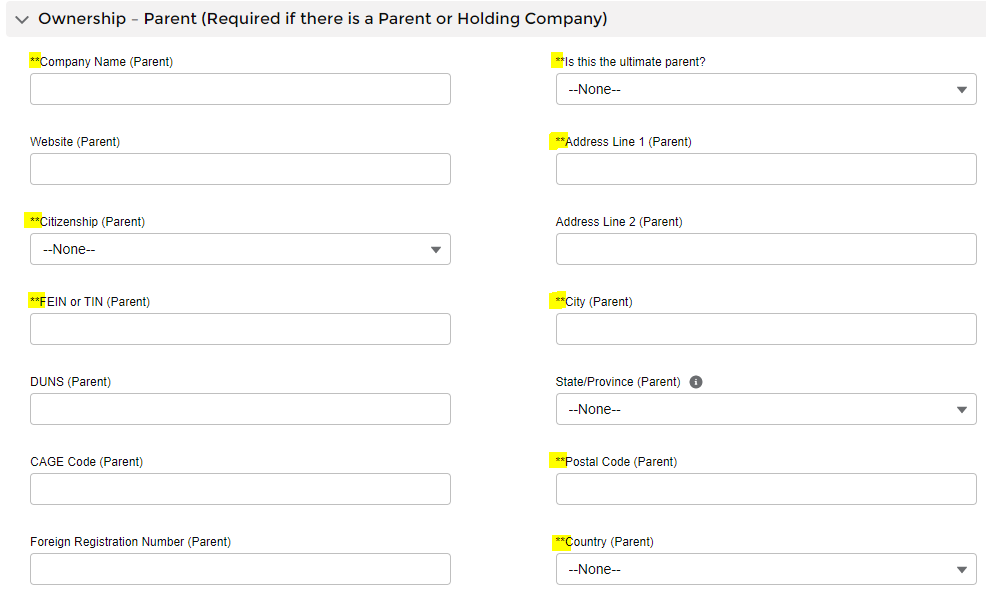 Ownership – Parent (Required if there is a Parent or Holding Company)
**Company Name (Parent)
**Is this the ultimate parent?
--None--
Website (Parent)
**Address Line 1 (Parent)
**Citizenship (Parent)
--None--
Address Line 2 (Parent)
**FEIN or TIN (Parent)
**City (Parent)
DUNS (Parent)
State/Province (Parent)
--None--
CAGE Code (Parent)
**Postal Code (Parent)
Foreign Registration Number (Parent)
**Country (Parent)
--None--